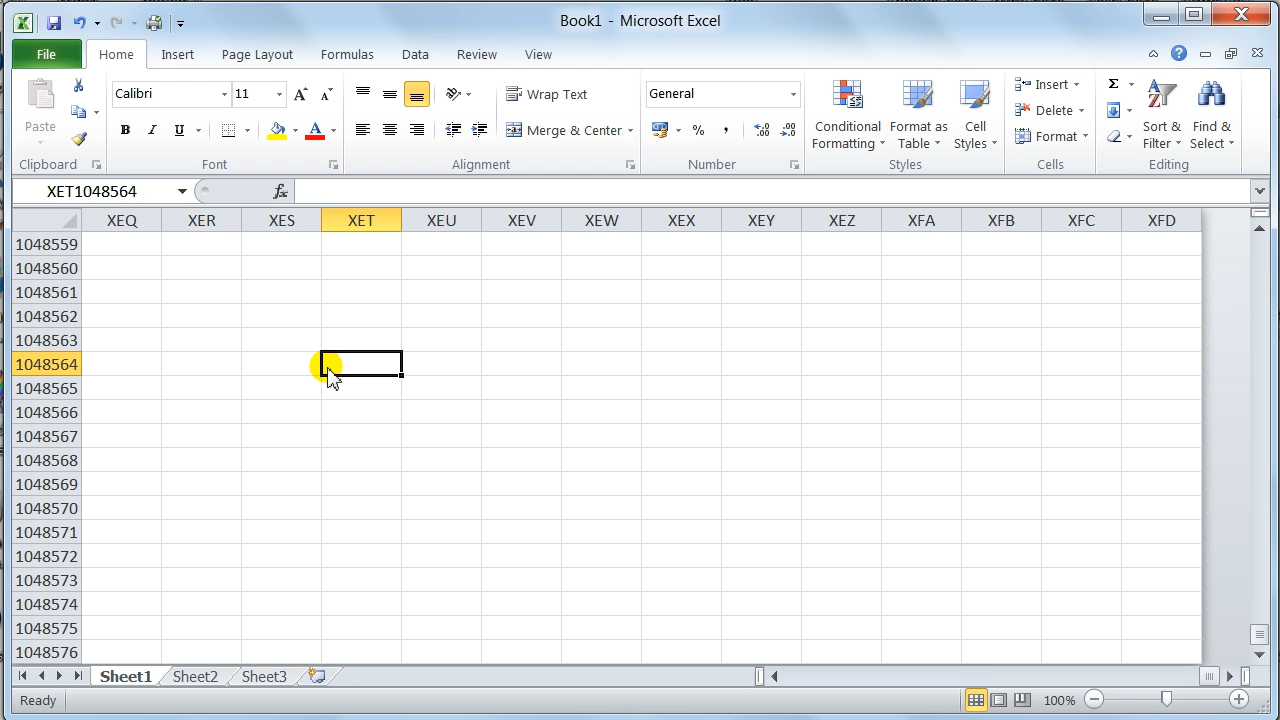 Book1 - Microsoft Excel
File Home Insert Page Layout Formulas Data Review View
Calibri 11 Wrap Text General Insert Σ
Paste B I U A Merge & Center % , Conditional Formatting Format as Table Cell Styles Delete Format Sort & Filter Find & Select
Clipboard Font Alignment Number Styles Cells Editing
XET1048564 fx
XEQ XER XES XET XEU XEV XEW XEX XEY XEZ XFA XFB XFC XFD
1048559
1048560
1048561
1048562
1048563
1048564
1048565
1048566
1048567
1048568
1048569
1048570
1048571
1048572
1048573
1048574
1048575
1048576
Sheet1 Sheet2 Sheet3
Ready 100%